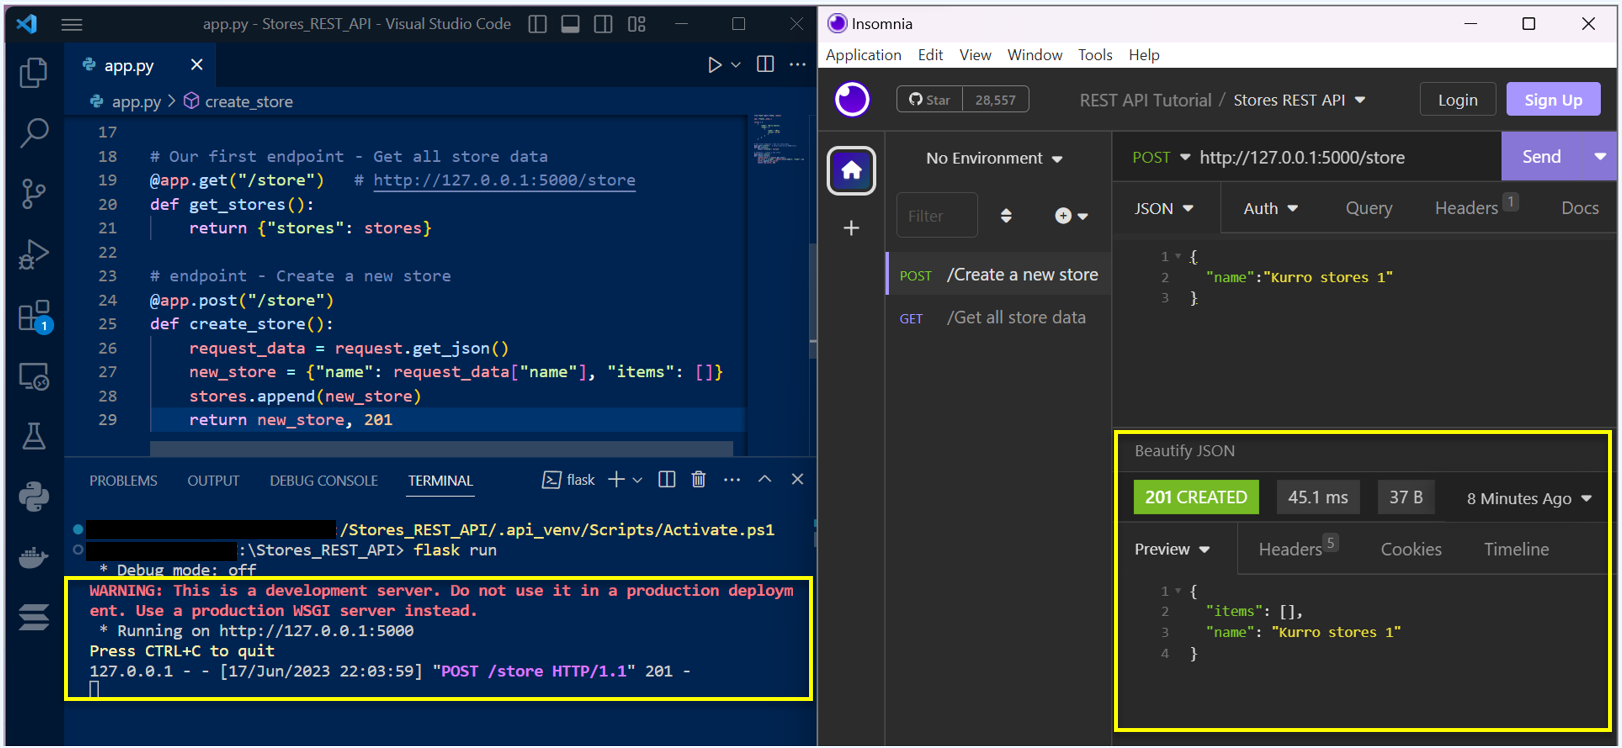 app.py - Stores_REST_API - Visual Studio Code
app.py
app.py > create_store
17
18 # Our first endpoint - Get all store data
19 @app.get("/store")   # http://127.0.0.1:5000/store
20 def get_stores():
21     return {"stores": stores}
22
23 # endpoint - Create a new store
24 @app.post("/store")
25 def create_store():
26     request_data = request.get_json()
27     new_store = {"name": request_data["name"], "items": []}
28     stores.append(new_store)
29     return new_store, 201
1
PROBLEMS OUTPUT DEBUG CONSOLE TERMINAL flask
:/Stores_REST_API/.api_venv/Scripts/Activate.ps1
:\Stores_REST_API> flask run
* Debug mode: off
WARNING: This is a development server. Do not use it in a production deploym
ent. Use a production WSGI server instead.
* Running on http://127.0.0.1:5000
Press CTRL+C to quit
127.0.0.1 - - [17/Jun/2023 22:03:59] "POST /store HTTP/1.1" 201 -
Insomnia
Application Edit View Window Tools Help
Star 28,557 REST API Tutorial / Stores REST API Login Sign Up
No Environment
Filter
POST /Create a new store
GET /Get all store data
POST http://127.0.0.1:5000/store Send
JSON Auth Query Headers 1 Docs
1 {
2   "name":"Kurro stores 1"
3 }
Beautify JSON
201 CREATED 45.1 ms 37 B 8 Minutes Ago
Preview Headers 5 Cookies Timeline
1 {
2   "items": [],
3   "name": "Kurro stores 1"
4 }